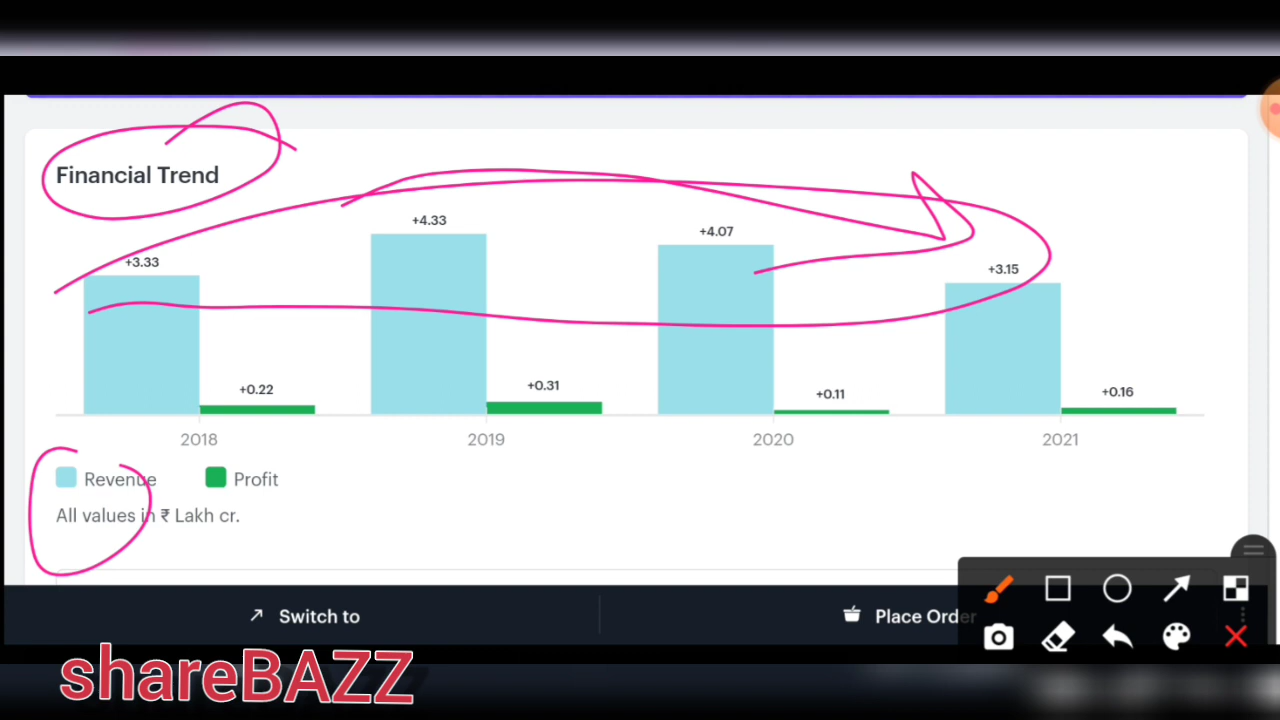 Financial Trend
+3.33
+4.33
+4.07
+3.15
+0.22
+0.31
+0.11
+0.16
2018 2019 2020 2021
Revenue Profit
All values in ₹ Lakh cr.
Switch to Place Order
shareBAZZ